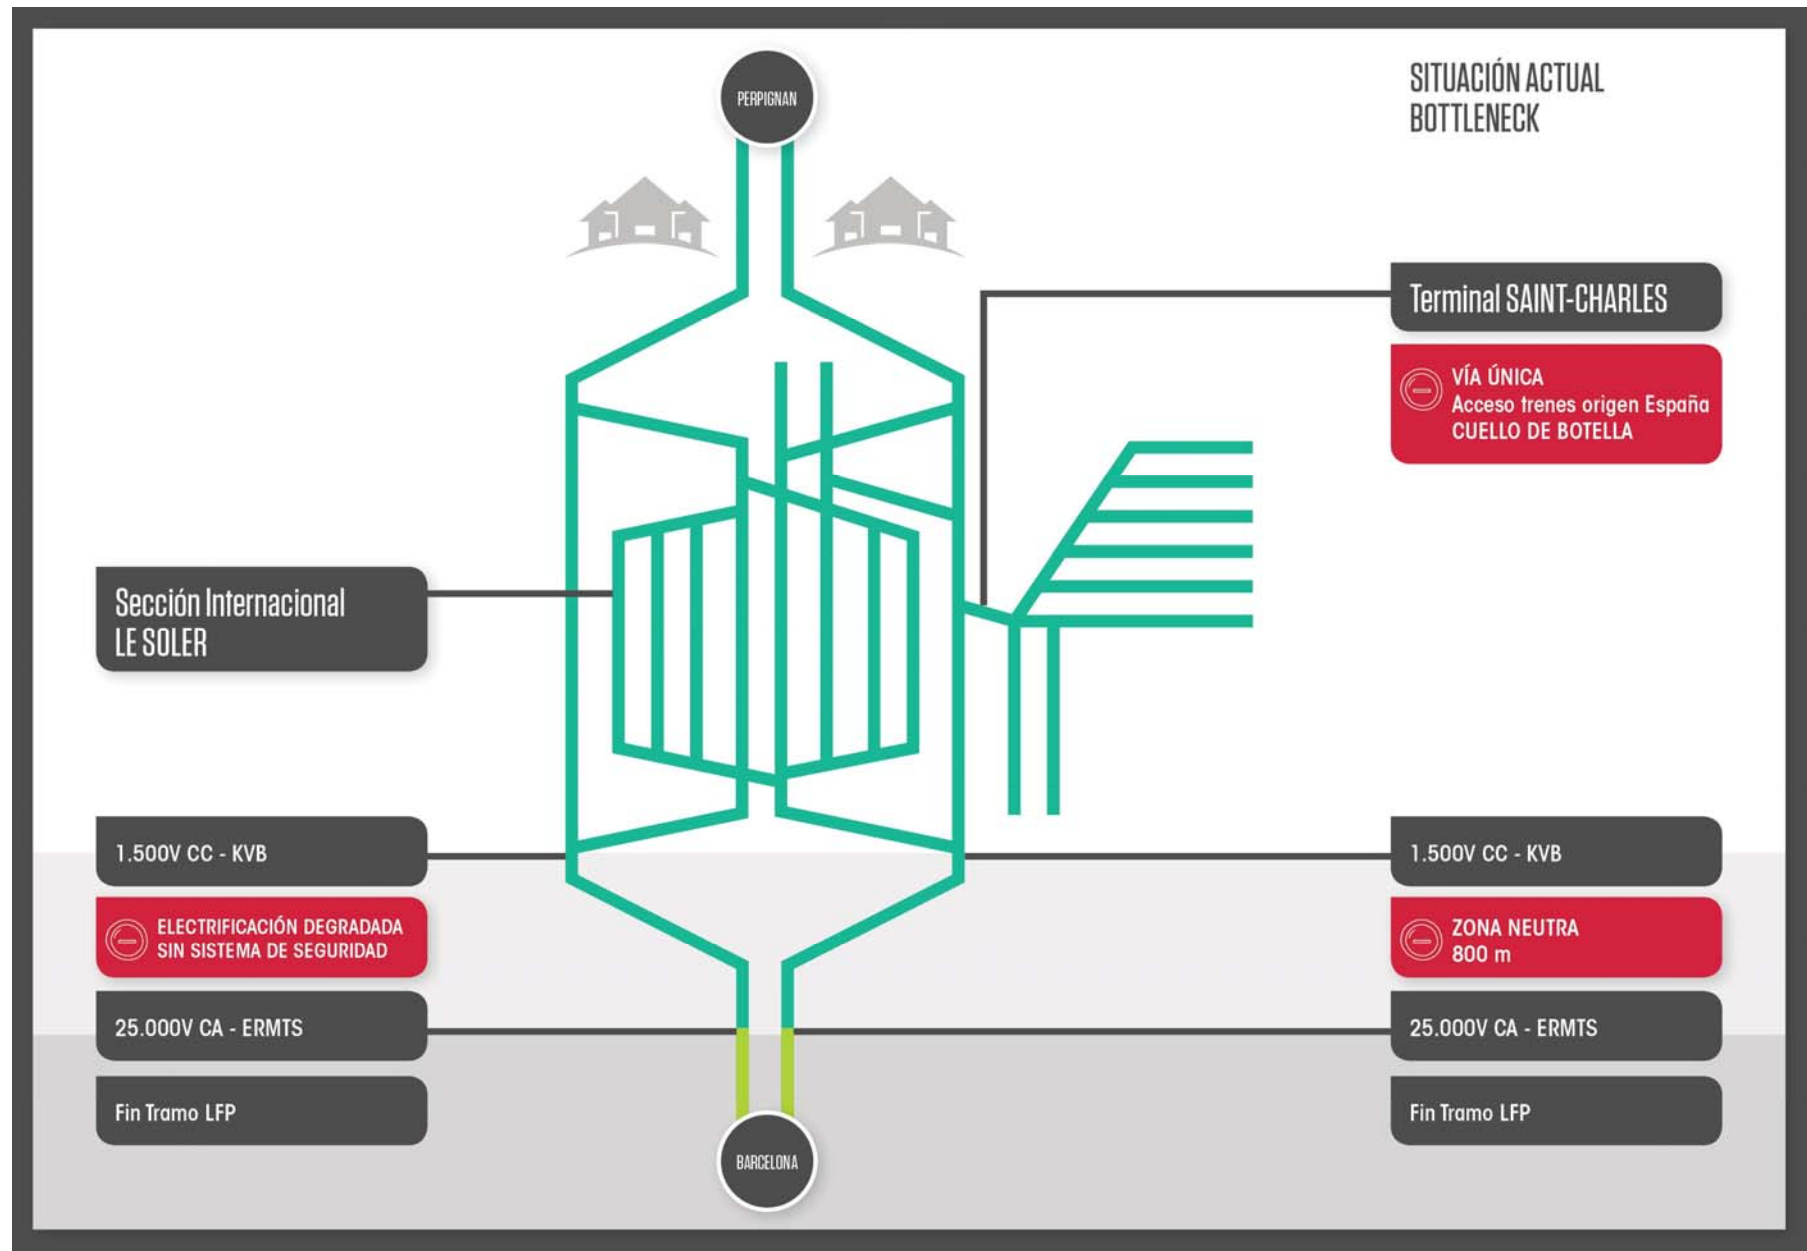 PERPIGNAN
SITUACIÓN ACTUAL
BOTTLENECK
Terminal SAINT-CHARLES
VÍA ÚNICA
Acceso trenes origen España
CUELLO DE BOTELLA
Sección Internacional
LE SOLER
1.500V CC - KVB
ELECTRIFICACIÓN DEGRADADA
SIN SISTEMA DE SEGURIDAD
25.000V CA - ERMTS
Fin Tramo LFP
1.500V CC - KVB
ZONA NEUTRA
800 m
25.000V CA - ERMTS
Fin Tramo LFP
BARCELONA